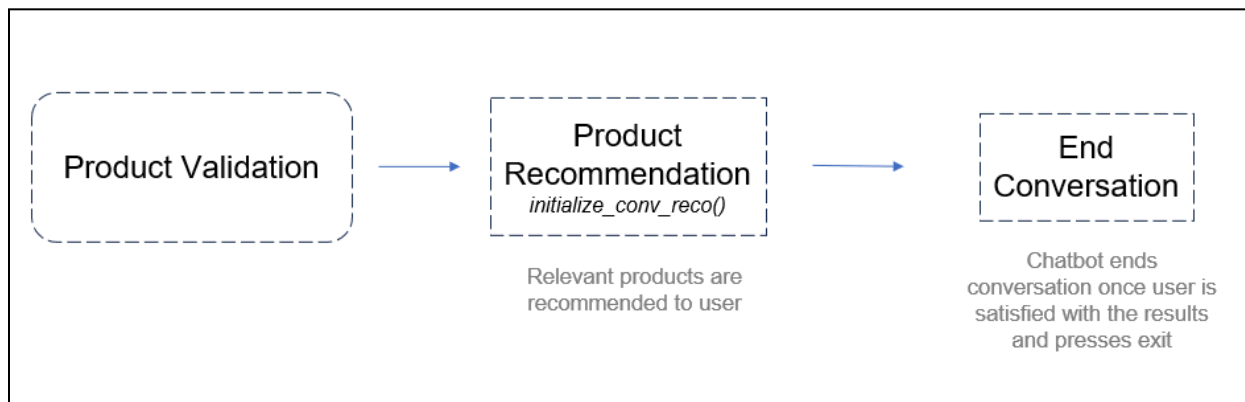 Product Validation
Product
Recommendation
initialize_conv_reco()
Relevant products are
recommended to user
End
Conversation
Chatbot ends
conversation once user is
satisfied with the results
and presses exit